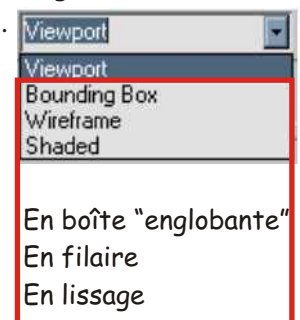 Viewport
Viewport
Bounding Box
Wireframe
Shaded
En boîte “englobante”
En filaire
En lissage